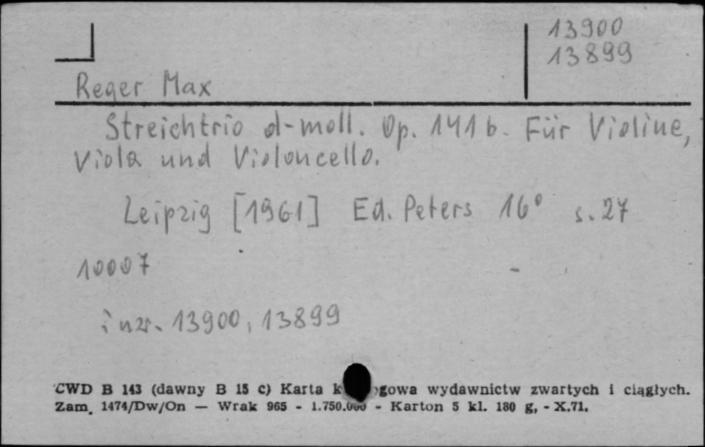 13900
13899
Reger Max
Streichtrio d-moll. Op. 141 b. Für Violine,
Viola und Violoncello.
Leipzig [1961] Ed. Peters 16° s. 27
10007
inw. 13900, 13899
CWD B 143 (dawny B 15 c) Karta wydawnictw zwartych i ciągłych.
Zam. 1474/Dw/On — Wrak 965 - 1.750.000 - Karton 5 kl. 180 g. - X.71.